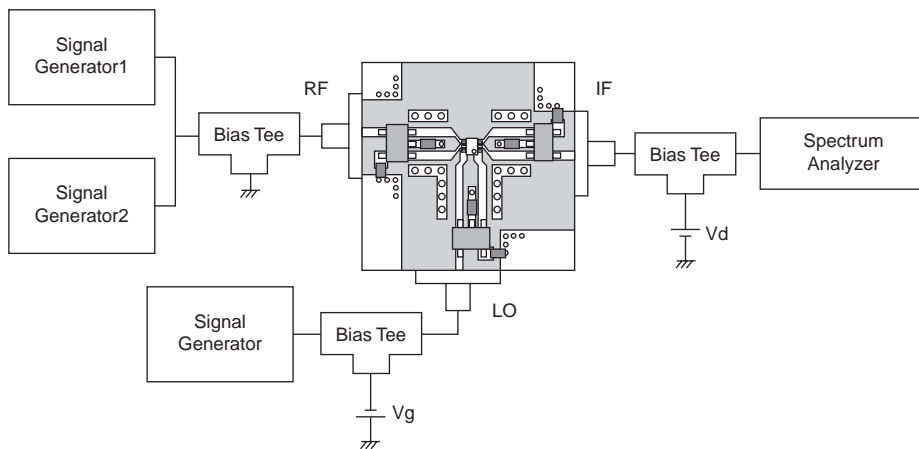 Signal
Generator1
RF
IF
Bias Tee
Bias Tee
Spectrum
Analyzer
Signal
Generator2
Vd
LO
Signal
Generator
Bias Tee
Vg